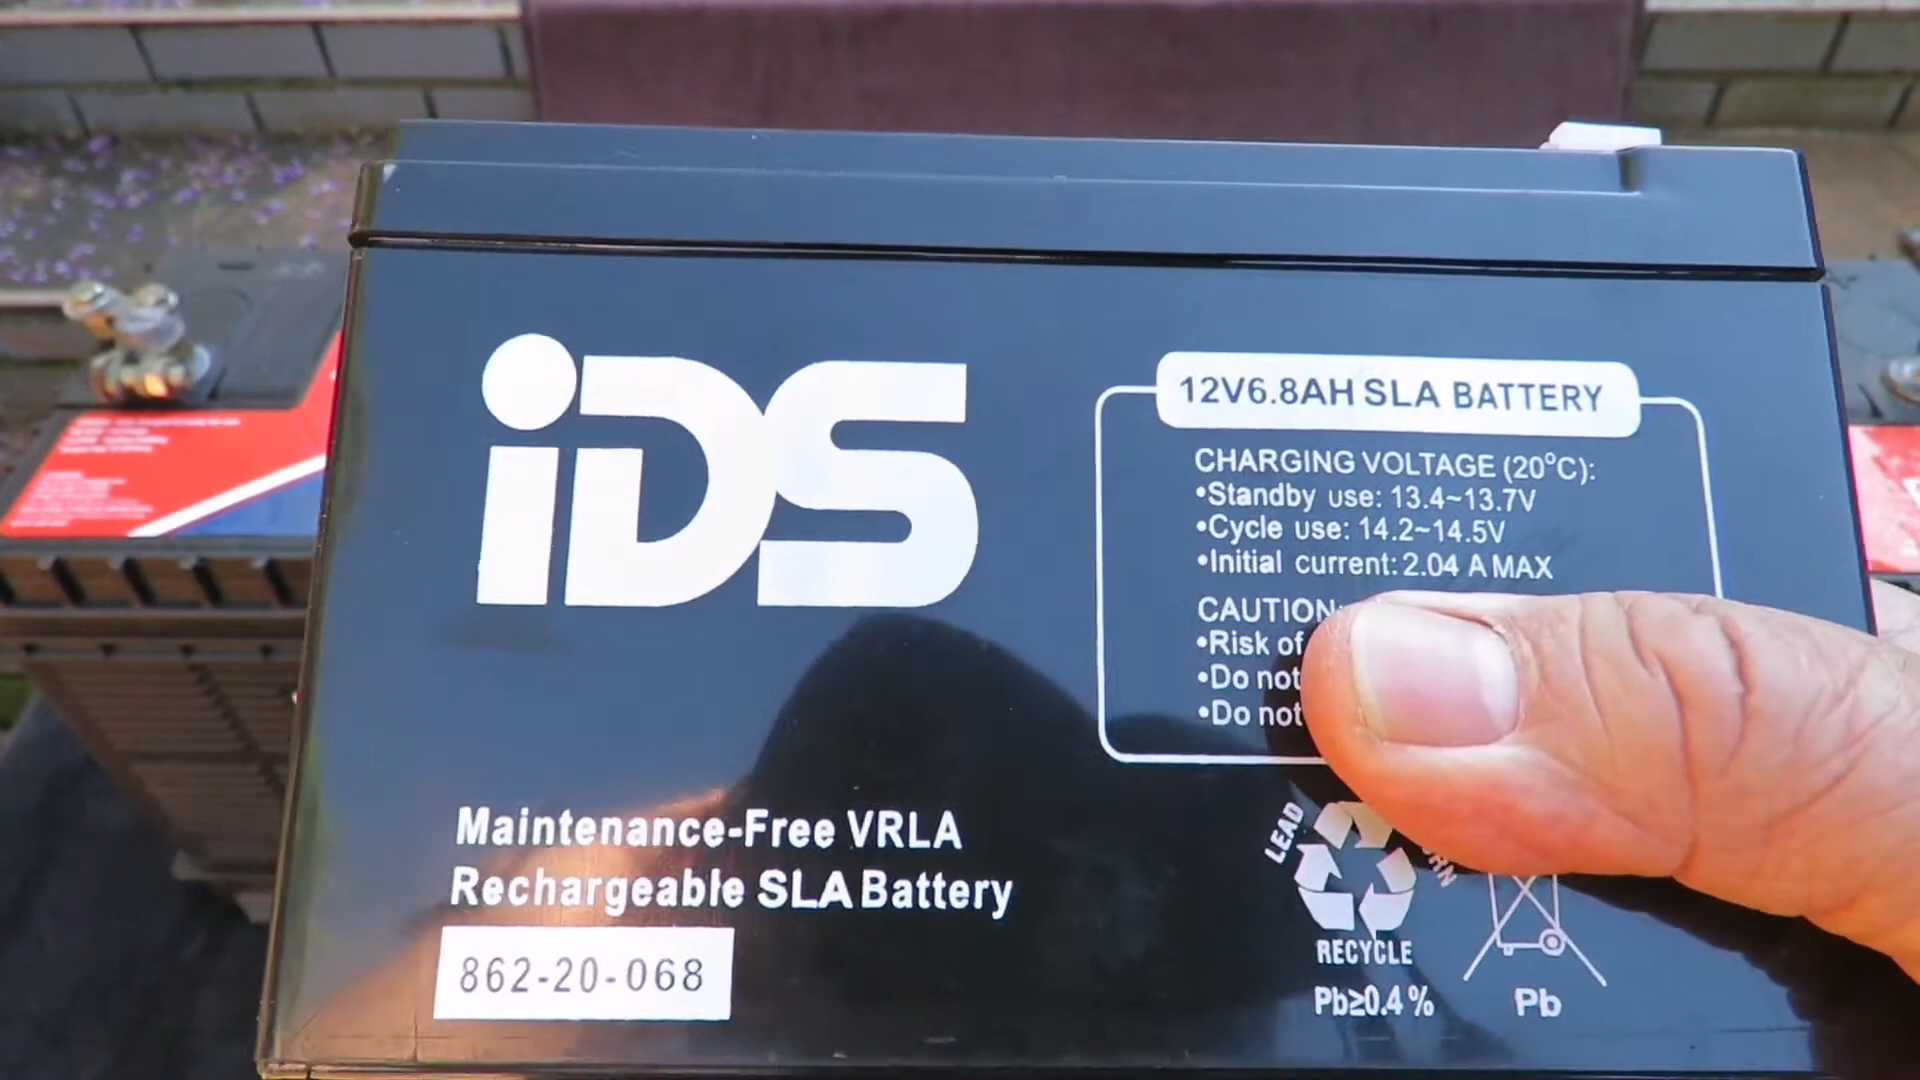 iDS
12V6.8AH SLA BATTERY
CHARGING VOLTAGE (20°C):
•Standby use: 13.4~13.7V
•Cycle use: 14.2~14.5V
•Initial current: 2.04 A MAX
CAUTION:
•Risk of
•Do not
•Do not
Maintenance-Free VRLA
Rechargeable SLA Battery
862-20-068
LEAD
RECYCLE
Pb≥0.4%
Pb